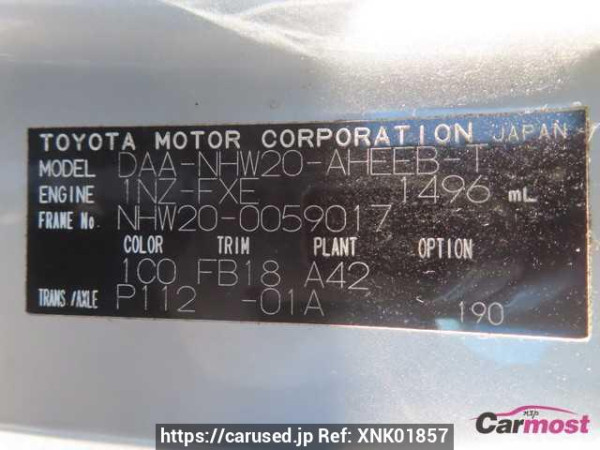 TOYOTA MOTOR CORPORATION JAPAN
MODEL DAA-NHW20-AHEEB-T
ENGINE 1NZ-FXE 1496 mL
FRAME No. NHW20-0059017
COLOR TRIM PLANT OPTION
1C0 FB18 A42
TRANS/AXLE P112 -01A
190
Carmost
https://carused.jp Ref: XNK01857